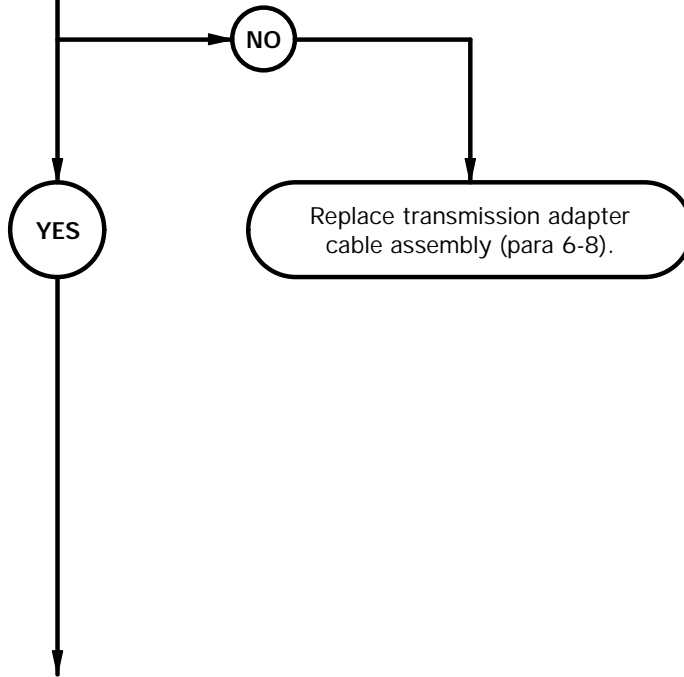 NO
YES
Replace transmission adapter
cable assembly (para 6-8).